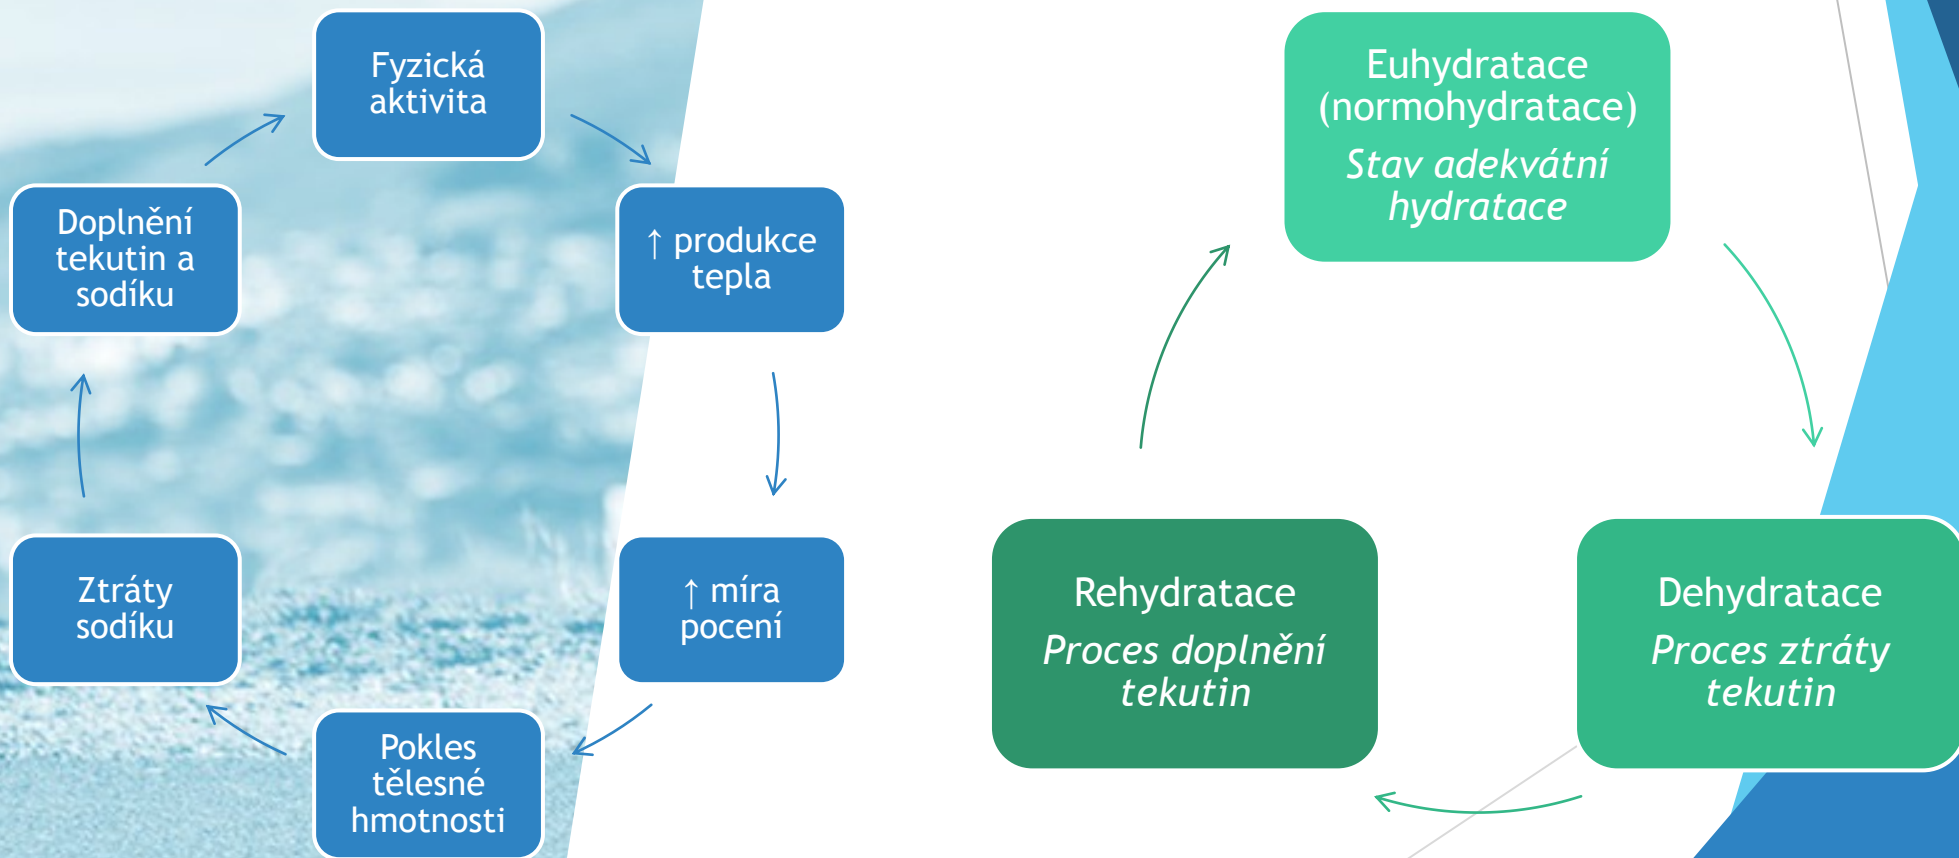 Fyzická
aktivita
↑ produkce
tepla
↑ míra
pocení
Pokles
tělesné
hmotnosti
Ztráty
sodíku
Doplnění
tekutin a
sodíku
Euhydratace
(normohydratace)
Stav adekvátní
hydratace
Dehydratace
Proces ztráty
tekutin
Rehydratace
Proces doplnění
tekutin